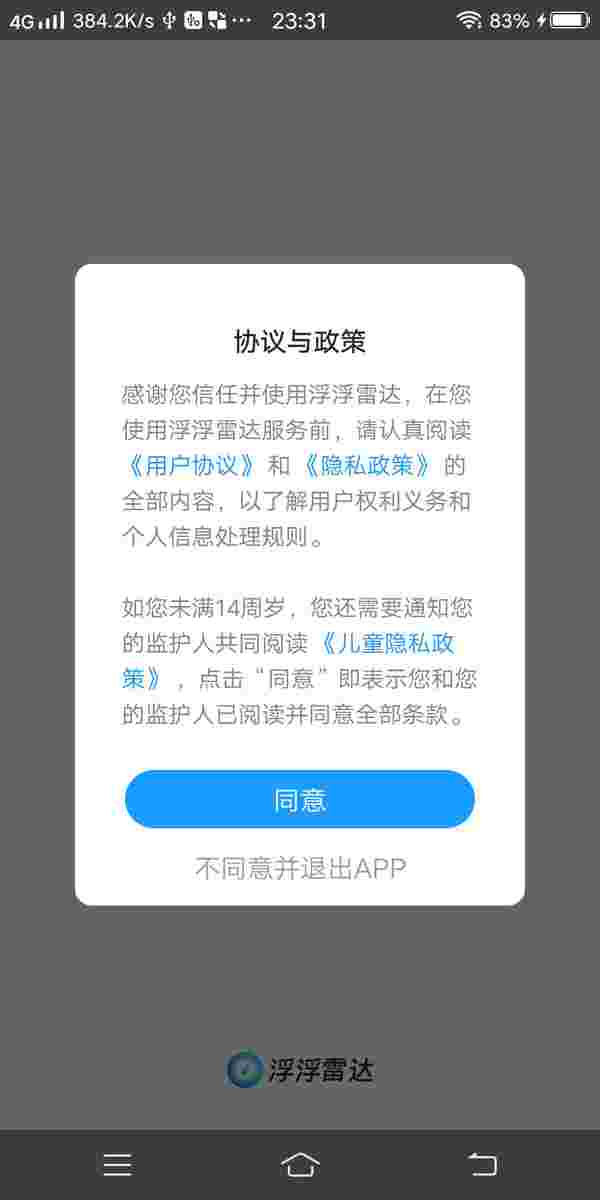 4G 384.2K/s 23:31 83%
协议与政策
感谢您信任并使用浮浮雷达，在您
使用浮浮雷达服务前，请认真阅读
《用户协议》和《隐私政策》的
全部内容，以了解用户权利义务和
个人信息处理规则。
如您未满14周岁，您还需要通知您
的监护人共同阅读《儿童隐私政
策》，点击“同意”即表示您和您
的监护人已阅读并同意全部条款。
同意
不同意并退出APP
浮浮雷达